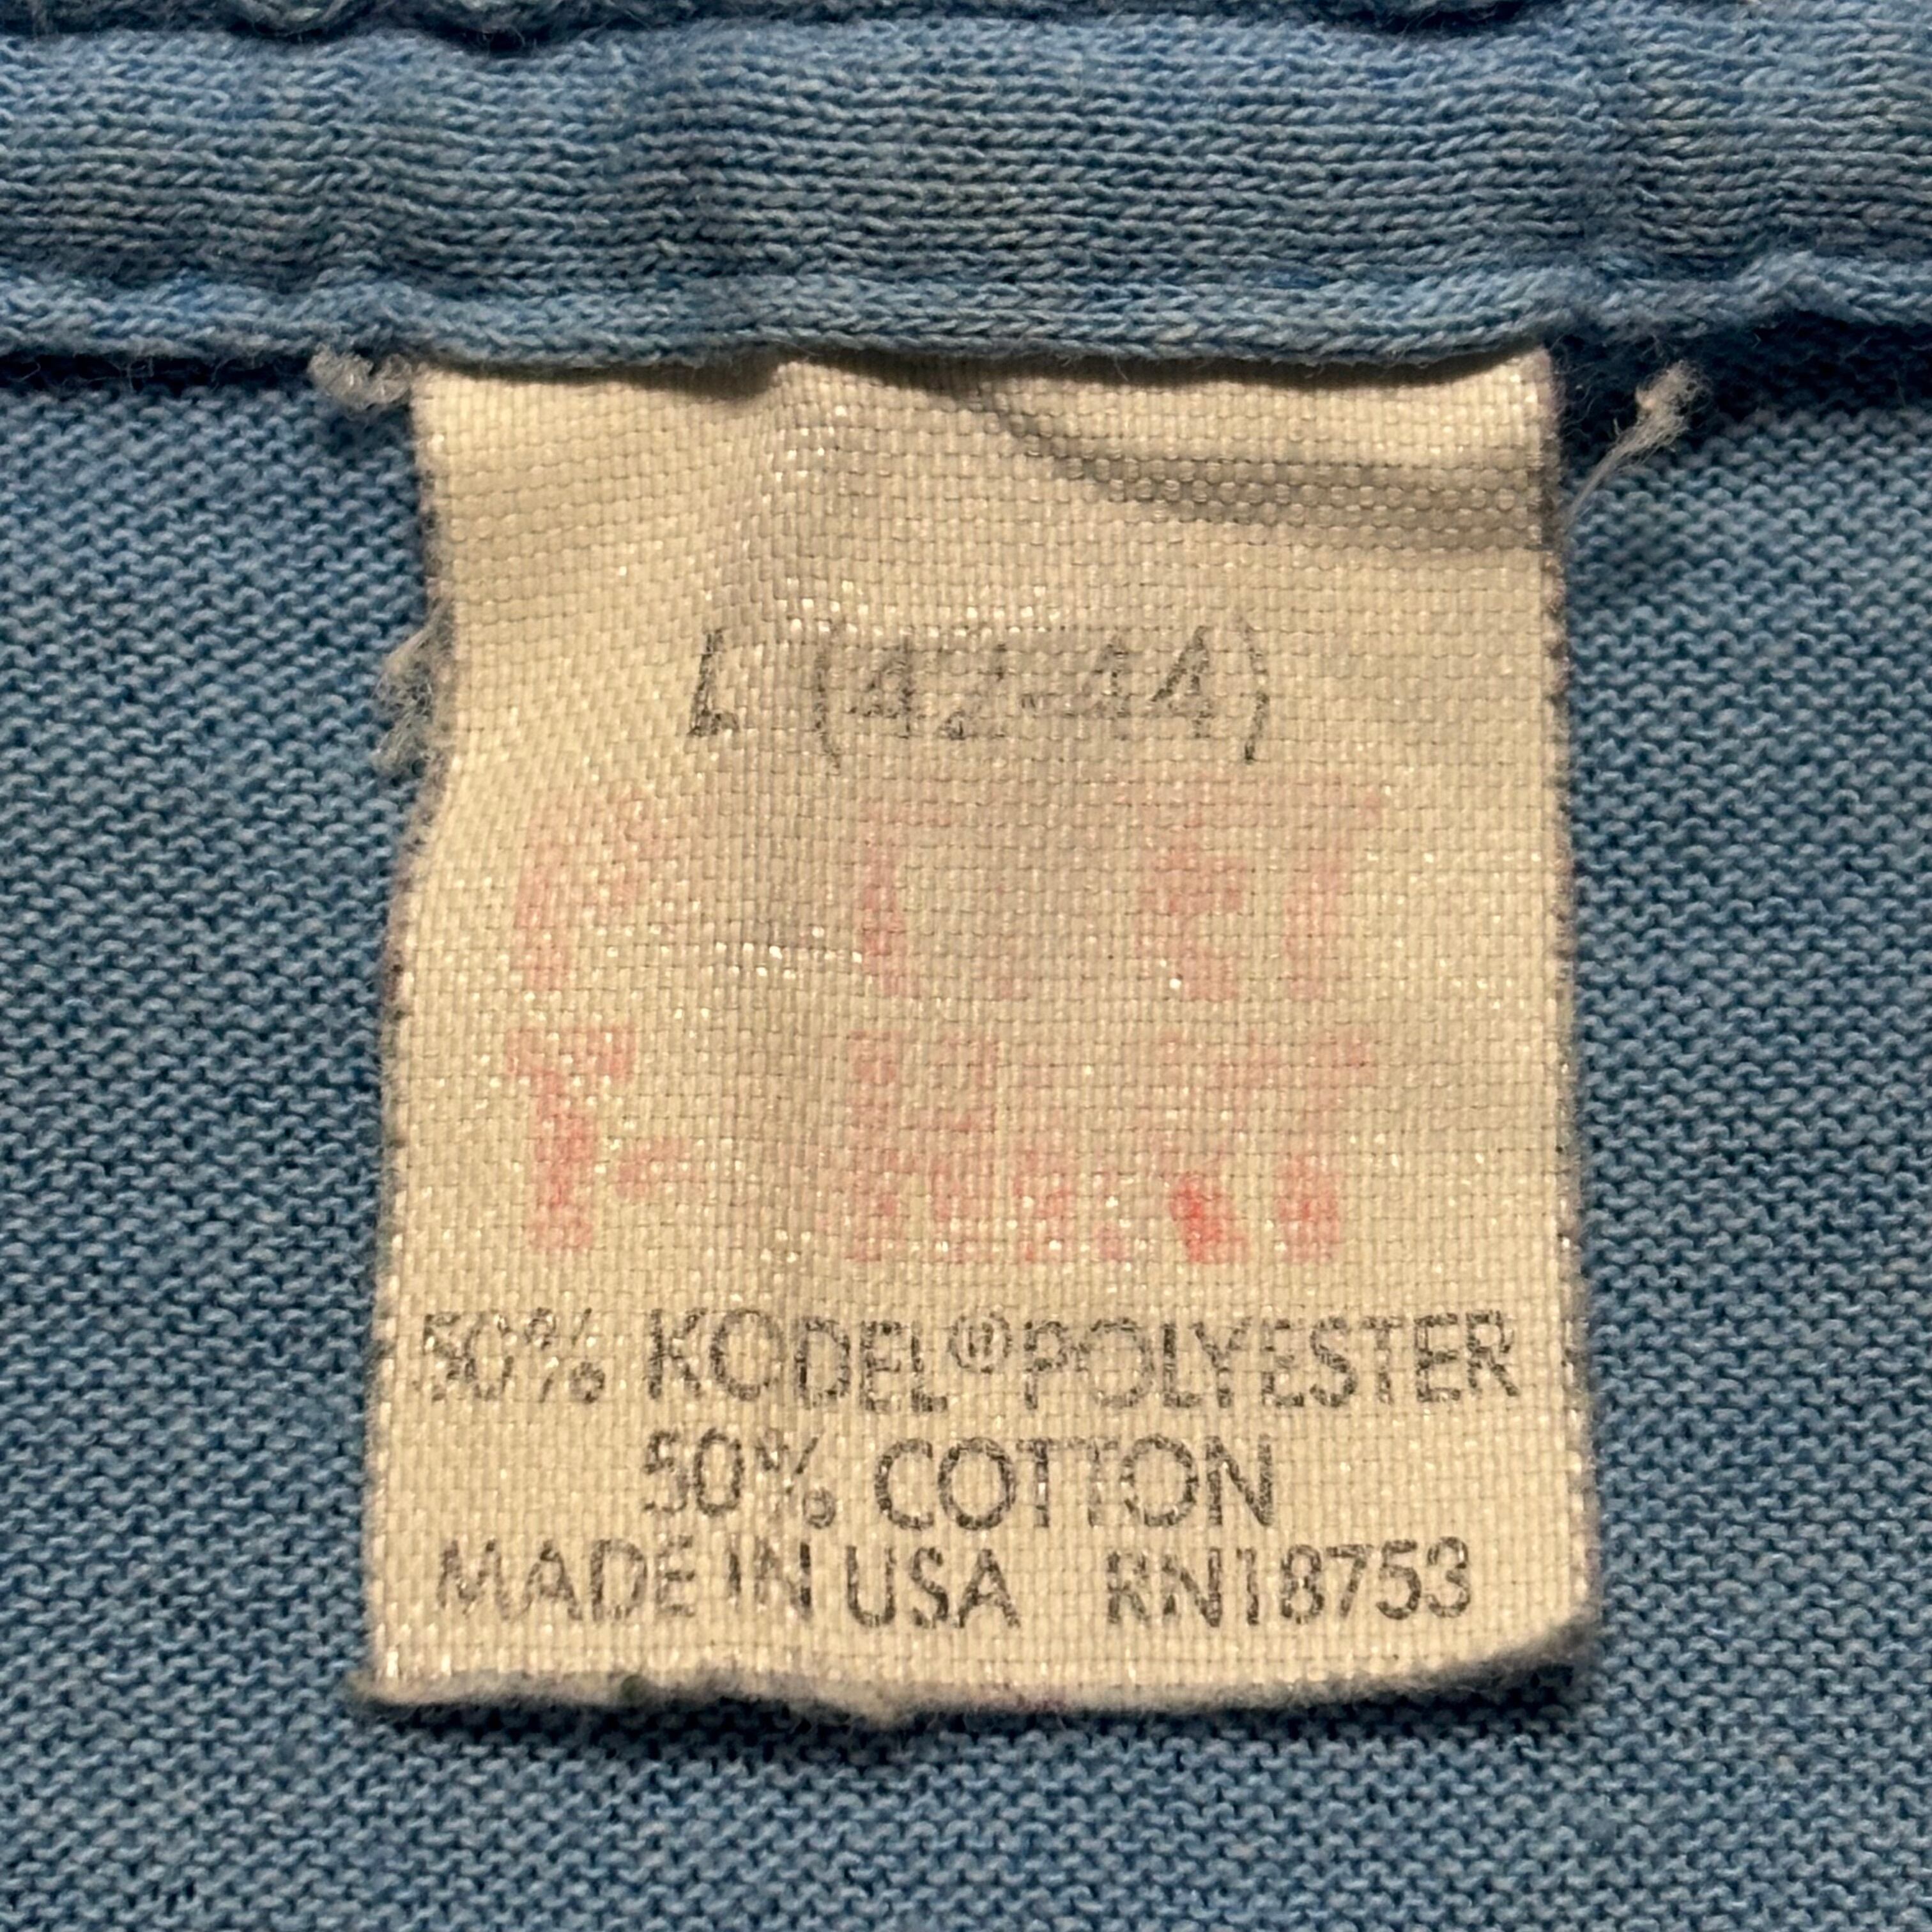 L (42-44)
50% KODEL® POLYESTER
50% COTTON
MADE IN USA RN18753